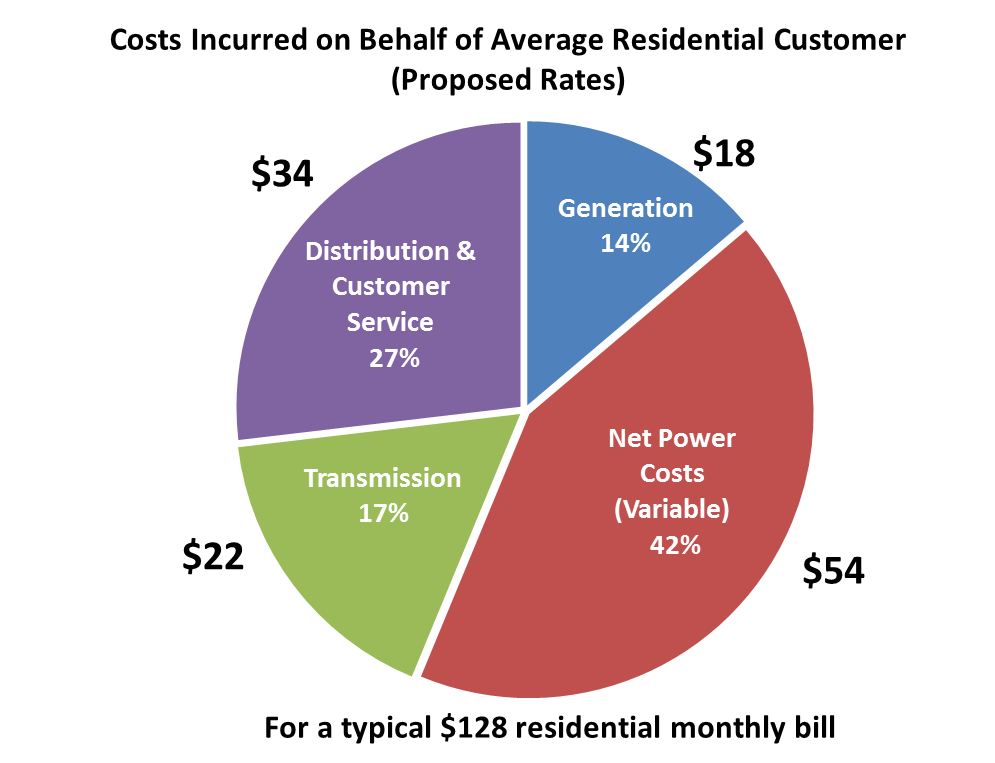 Costs Incurred on Behalf of Average Residential Customer
(Proposed Rates)
$34
$18
Generation
14%
Distribution &
Customer
Service
27%
Net Power
Costs
(Variable)
42%
Transmission
17%
$22
$54
For a typical $128 residential monthly bill